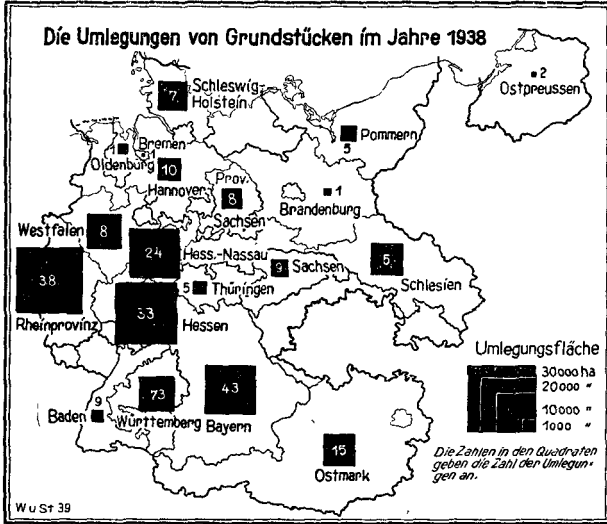 Die Umlegungen von Grundstücken im Jahre 1938
2
Ostpreussen
7
Schleswig-
Holstein
5
Pommern
1
Oldenburg
Bremen
1
10
Hannover
Prov.
8
Sachsen
1
Brandenburg
Westfalen
8
24
Hess.-Nassau
9
Sachsen
5
Schlesien
38
Rheinprovinz
5
Thüringen
33
Hessen
9
Baden
73
Württemberg
43
Bayern
15
Ostmark
Umlegungsfläche
30000 ha
20000 "
10000 "
1000 "
Die Zahlen in den Quadraten
geben die Zahl der Umlegun-
gen an.
W u St 39